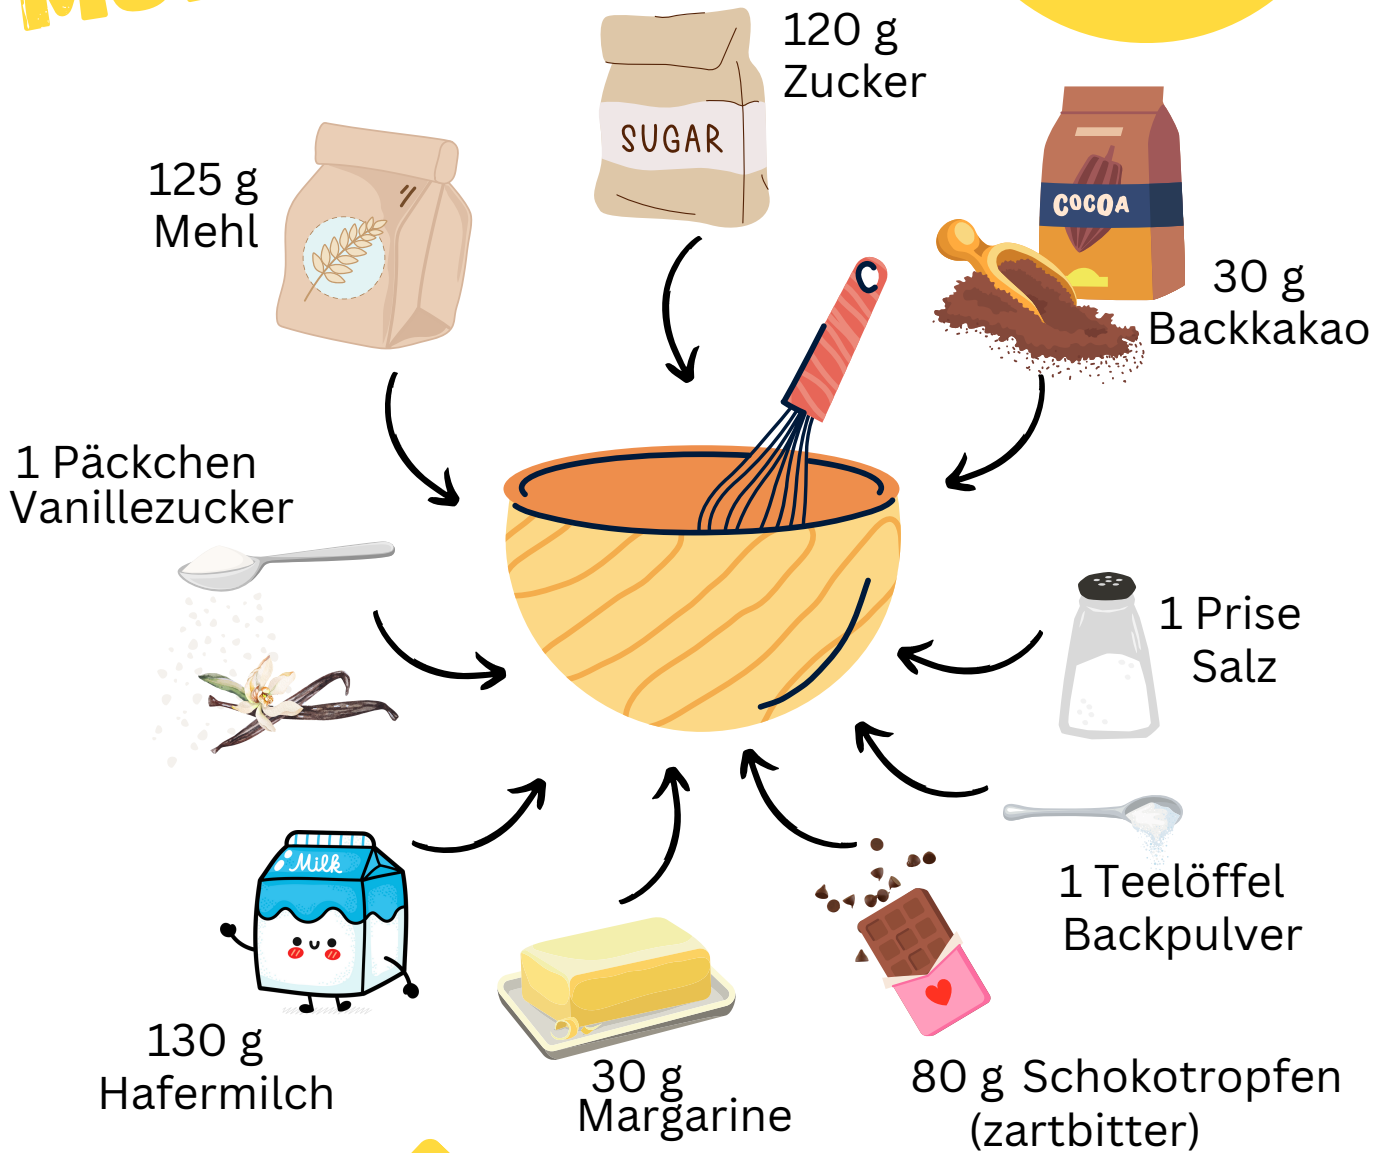 120 g
Zucker
SUGAR
125 g
Mehl
COCOA
30 g
Backkakao
1 Päckchen
Vanillezucker
1 Prise
Salz
Milk
1 Teelöffel
Backpulver
130 g
Hafermilch
30 g
Margarine
80 g Schokotropfen
(zartbitter)